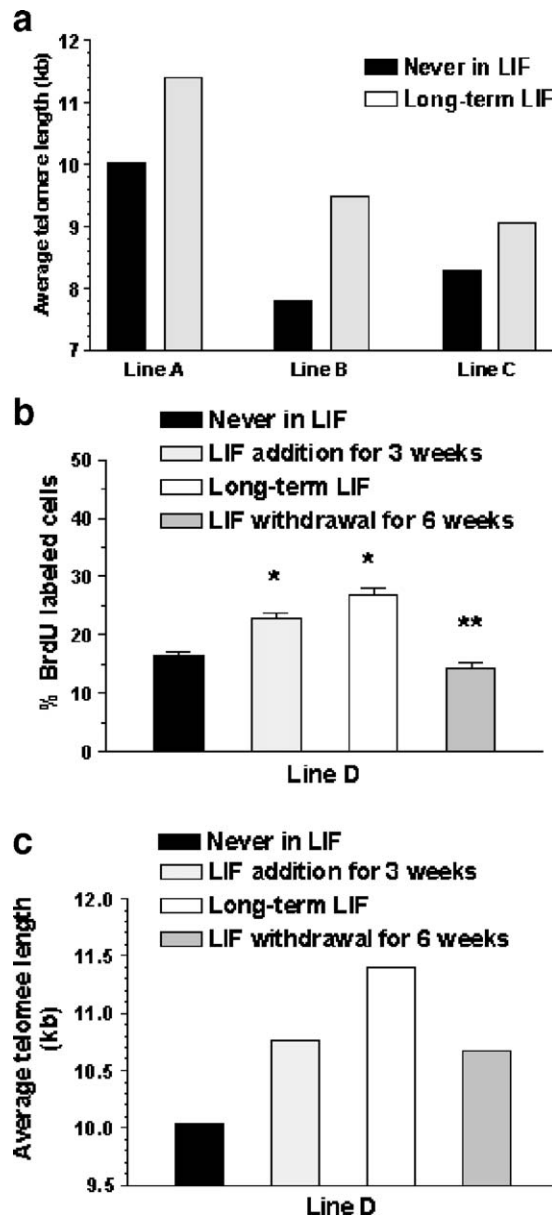 a
Average telomere length (kb)
12
11
10
9
8
7
Never in LIF
Long-term LIF
Line A
Line B
Line C
b
Never in LIF
LIF addition for 3 weeks
Long-term LIF
LIF withdrawal for 6 weeks
% BrdU labeled cells
50
40
30
20
10
0
*
*
**
Line D
c
Never in LIF
LIF addition for 3 weeks
Long-term LIF
LIF withdrawal for 6 weeks
Average telomee length
(kb)
12.0
11.5
11.0
10.5
10.0
9.5
Line D